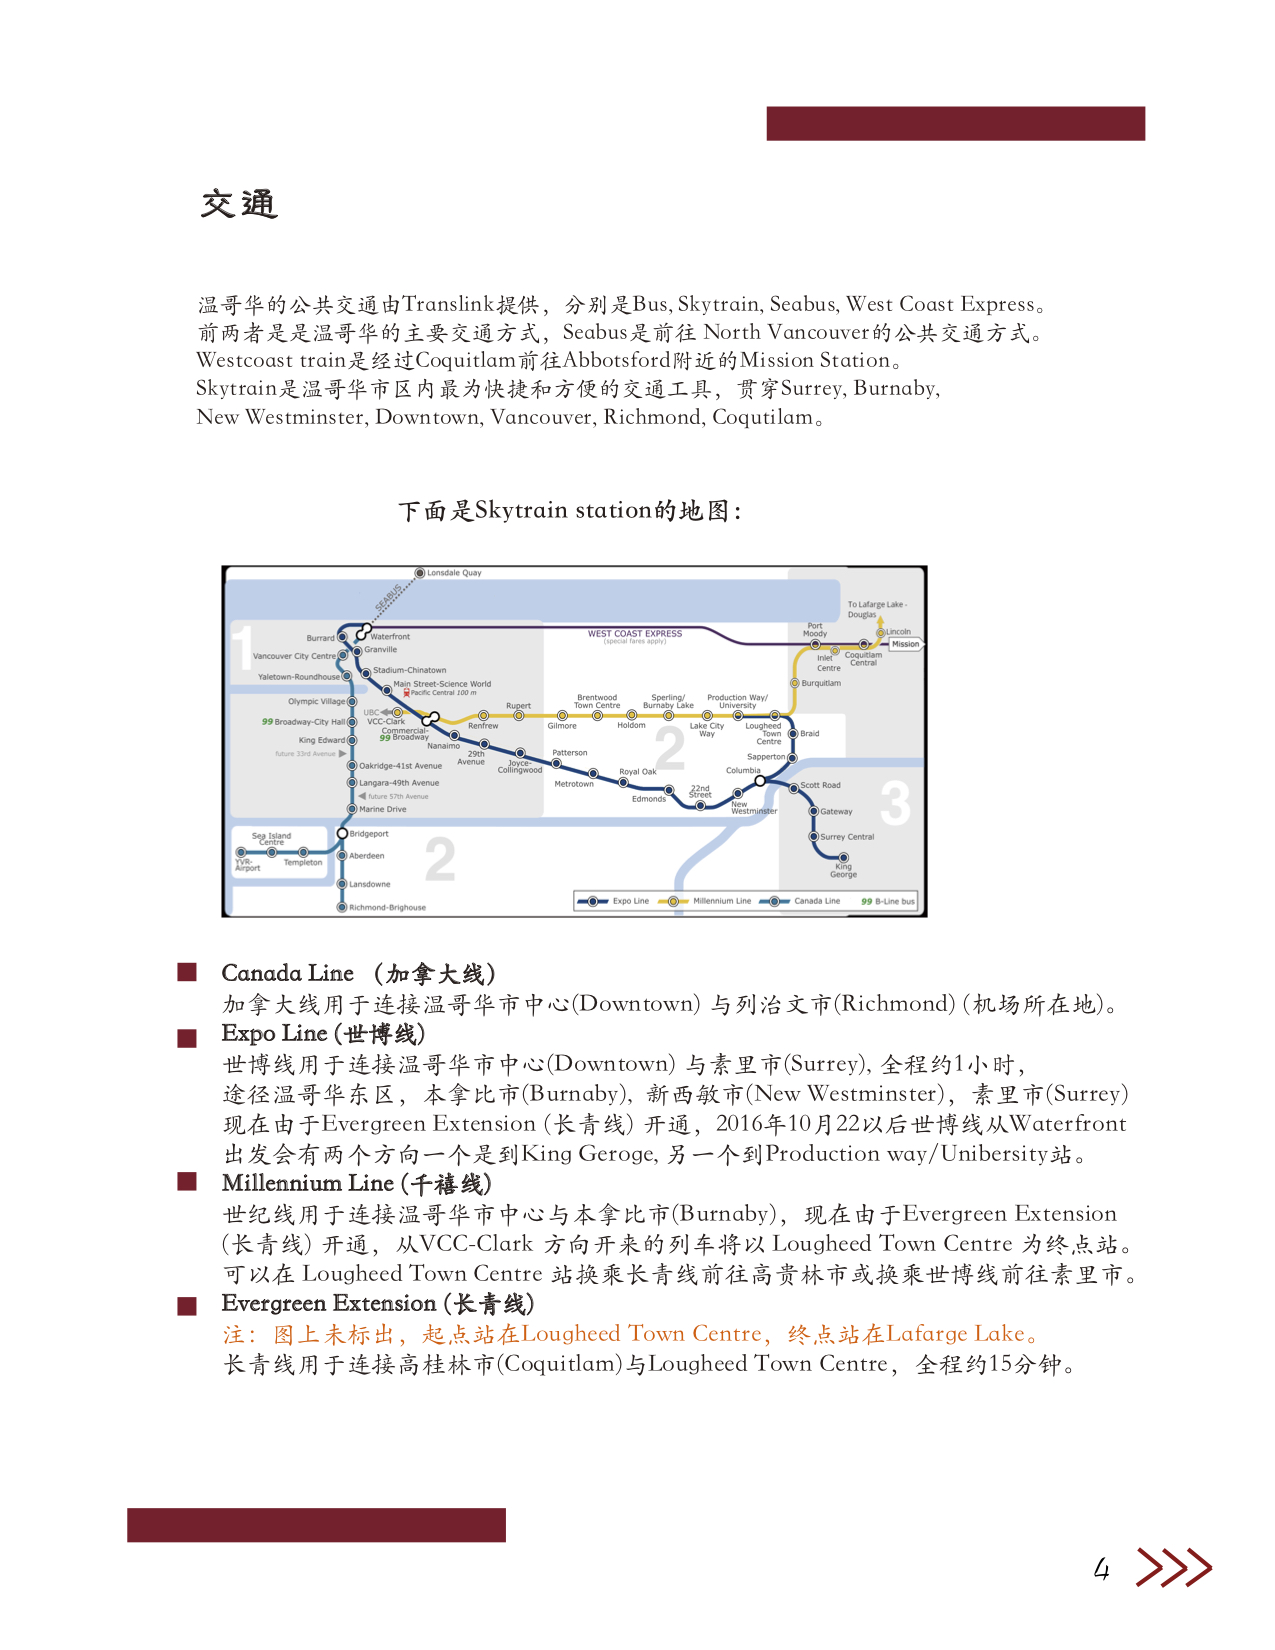 交通
温哥华的公共交通由Translink提供，分别是Bus, Skytrain, Seabus, West Coast Express。
前两者是是温哥华的主要交通方式，Seabus是前往 North Vancouver的公共交通方式。
Westcoast train是经过Coquitlam前往Abbotsford附近的Mission Station。
Skytrain是温哥华市区内最为快捷和方便的交通工具，贯穿Surrey, Burnaby,
New Westminster, Downtown, Vancouver, Richmond, Coqutilam。
下面是Skytrain station的地图：
Lonsdale Quay
SEABUS
To Lafarge Lake -
Douglas
Lincoln
Mission
Port
Moody
Inlet
Centre
Coquitlam
Central
WEST COAST EXPRESS
(special fares apply)
1
Burrard
Waterfront
Granville
Vancouver City Centre
Stadium-Chinatown
Yaletown-Roundhouse
Main Street-Science World
Pacific Central 100 m
Burquitlam
Olympic Village
UBC
VCC-Clark
99 Broadway-City Hall
Commercial-
99 Broadway
Renfrew
Rupert
Gilmore
Brentwood
Town Centre
Holdom
Sperling/
Burnaby Lake
Lake City
Way
Production Way/
University
Lougheed
Town
Centre
Braid
King Edward
future 33rd Avenue
Nanaimo
29th
Avenue
Joyce-
Collingwood
Patterson
Metrotown
Royal Oak
Edmonds
22nd
Street
New
Westminster
Columbia
Sapperton
2
Oakridge-41st Avenue
Langara-49th Avenue
future 57th Avenue
Marine Drive
Scott Road
Gateway
Surrey Central
King
George
3
Bridgeport
Sea Island
Centre
YVR-
Airport
Templeton
Aberdeen
2
Lansdowne
Richmond-Brighouse
Expo Line
Millennium Line
Canada Line
99 B-Line bus
Canada Line （加拿大线）
加拿大线用于连接温哥华市中心(Downtown) 与列治文市(Richmond) (机场所在地)。
Expo Line (世博线)
世博线用于连接温哥华市中心(Downtown) 与素里市(Surrey), 全程约1小时，
途径温哥华东区，本拿比市(Burnaby), 新西敏市(New Westminster)，素里市(Surrey)
现在由于Evergreen Extension (长青线) 开通，2016年10月22以后世博线从Waterfront
出发会有两个方向一个是到King Geroge, 另一个到Production way/Unibersity站。
Millennium Line (千禧线)
世纪线用于连接温哥华市中心与本拿比市(Burnaby)，现在由于Evergreen Extension
(长青线) 开通，从VCC-Clark 方向开来的列车将以 Lougheed Town Centre 为终点站。
可以在 Lougheed Town Centre 站换乘长青线前往高贵林市或换乘世博线前往素里市。
Evergreen Extension (长青线)
注：图上未标出，起点站在Lougheed Town Centre，终点站在Lafarge Lake。
长青线用于连接高桂林市(Coquitlam)与Lougheed Town Centre，全程约15分钟。
4